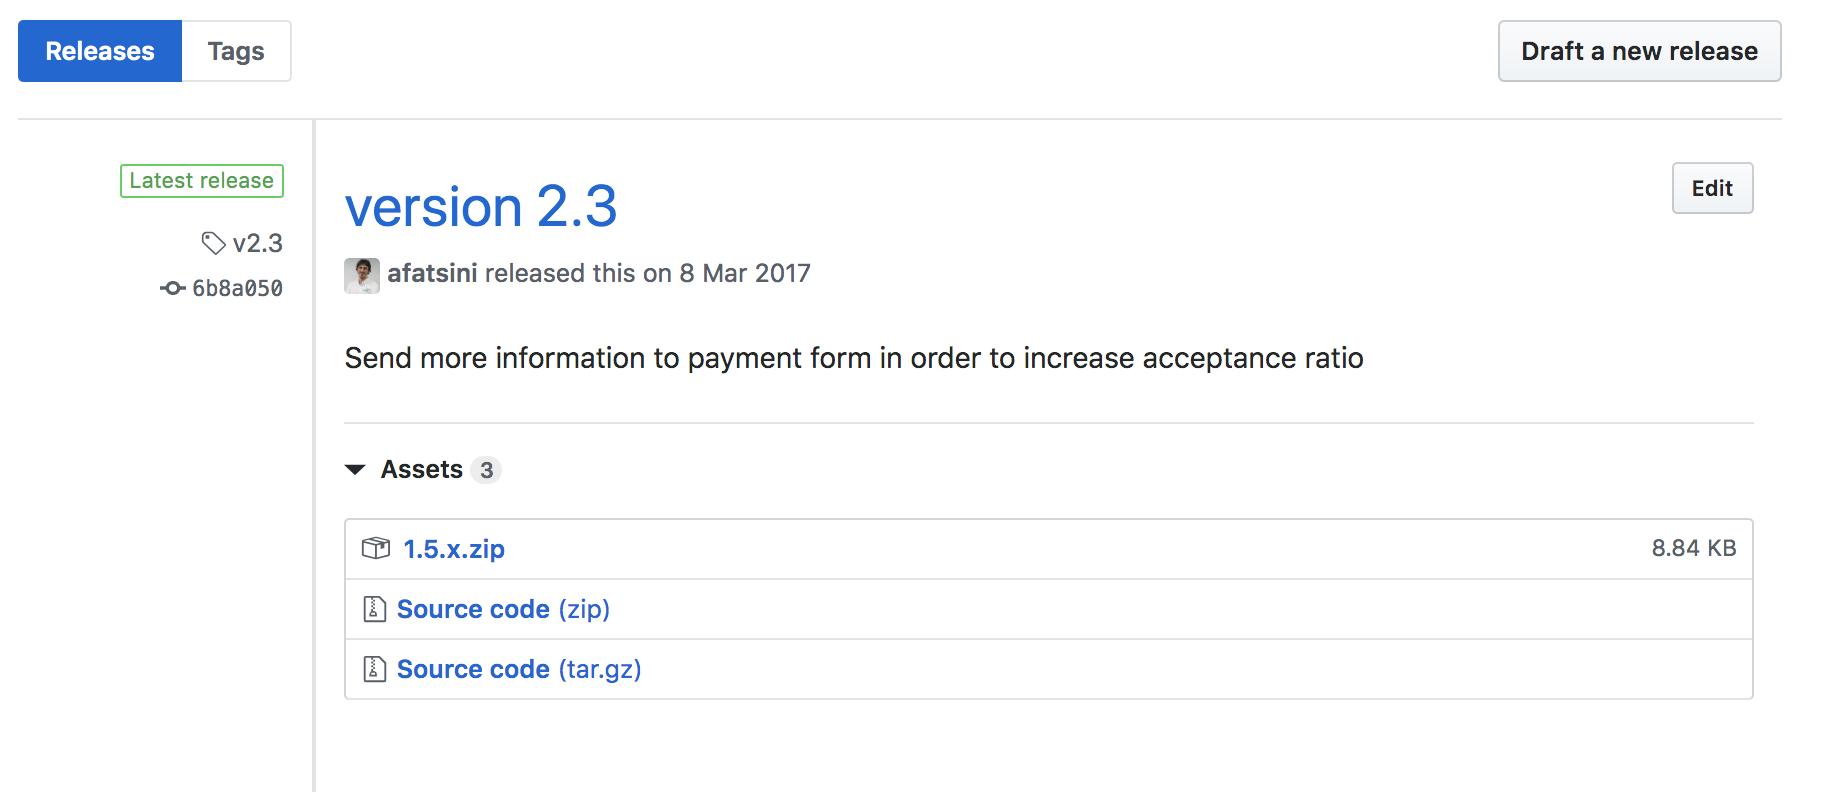 Releases Tags Draft a new release
Latest release
v2.3
6b8a050
version 2.3
Edit
afatsini released this on 8 Mar 2017
Send more information to payment form in order to increase acceptance ratio
Assets 3
1.5.x.zip 8.84 KB
Source code (zip)
Source code (tar.gz)